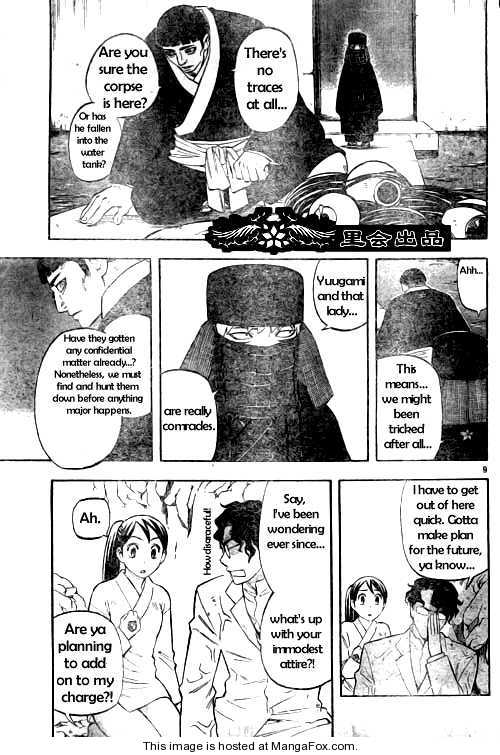 There's
no
traces
at all...
Are you
sure the
corpse
is here?
Or has
he fallen
into the
water
tank?
里会出品
Ahh...
This
means...
we might
been
tricked
after all...
Yuugami
and that
lady...
are really
comrades.
Have they gotten
any confidential
matter already...?
Nonetheless, we must
find and hunt them
down before anything
major happens.
9
I have to get
out of here
quick. Gotta
make plan
for the future,
ya know...
Say,
I've been
wondering
ever since...
what's up
with your
immodest
attire?!
How disgraceful!
Ah.
Are ya
planning
to add
on to my
charge?!
This image is hosted at MangaFox.com